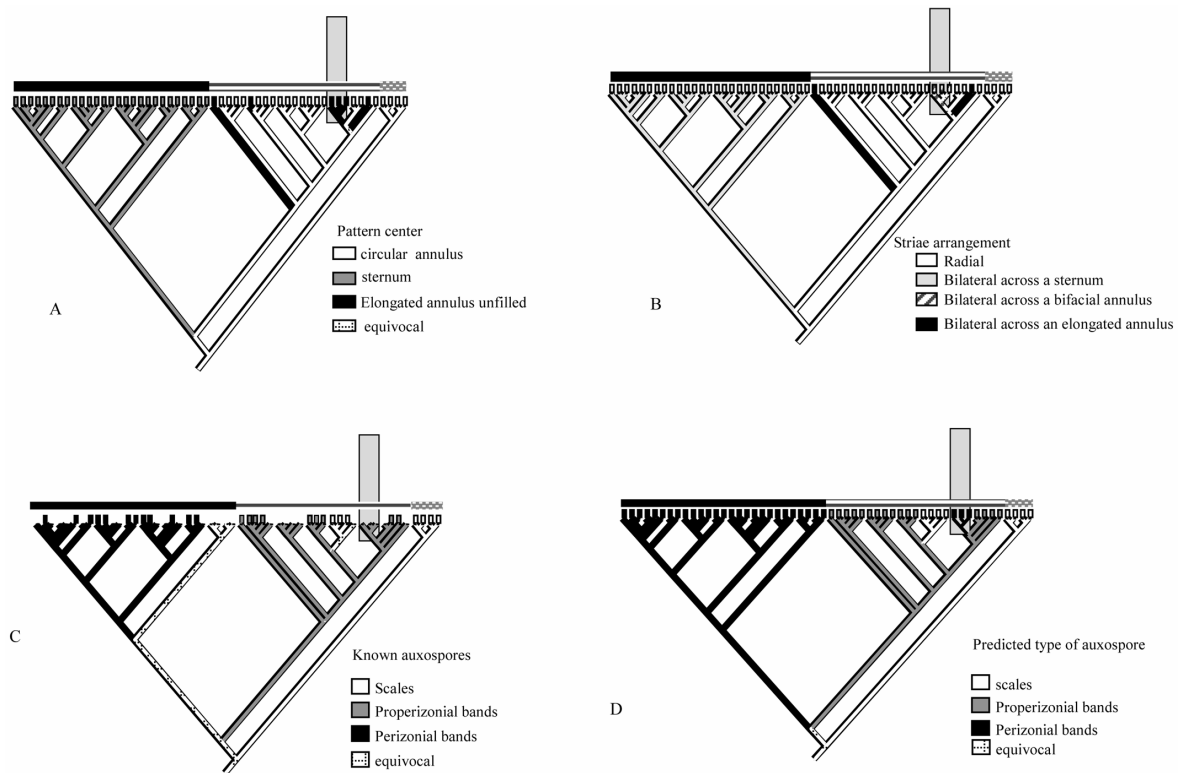 Pattern center
circular annulus
sternum
Elongated annulus unfilled
equivocal
A
Striae arrangement
Radial
Bilateral across a sternum
Bilateral across a bifacial annulus
Bilateral across an elongated annulus
B
Known auxospores
Scales
Properizonial bands
Perizonial bands
equivocal
C
Predicted type of auxospore
scales
Properizonial bands
Perizonial bands
equivocal
D